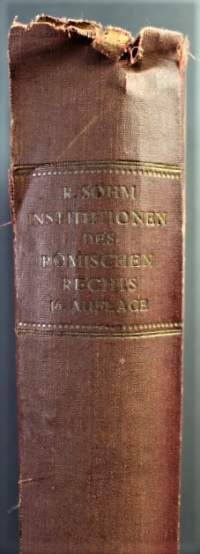 R. SOHM
INSTITUTIONEN
DES
RÖMISCHEN
RECHTS
16. AUFLAGE